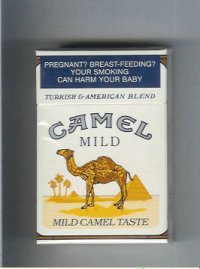 PREGNANT? BREAST-FEEDING?
YOUR SMOKING
CAN HARM YOUR BABY
TURKISH & AMERICAN BLEND
CAMEL
MILD
MILD CAMEL TASTE